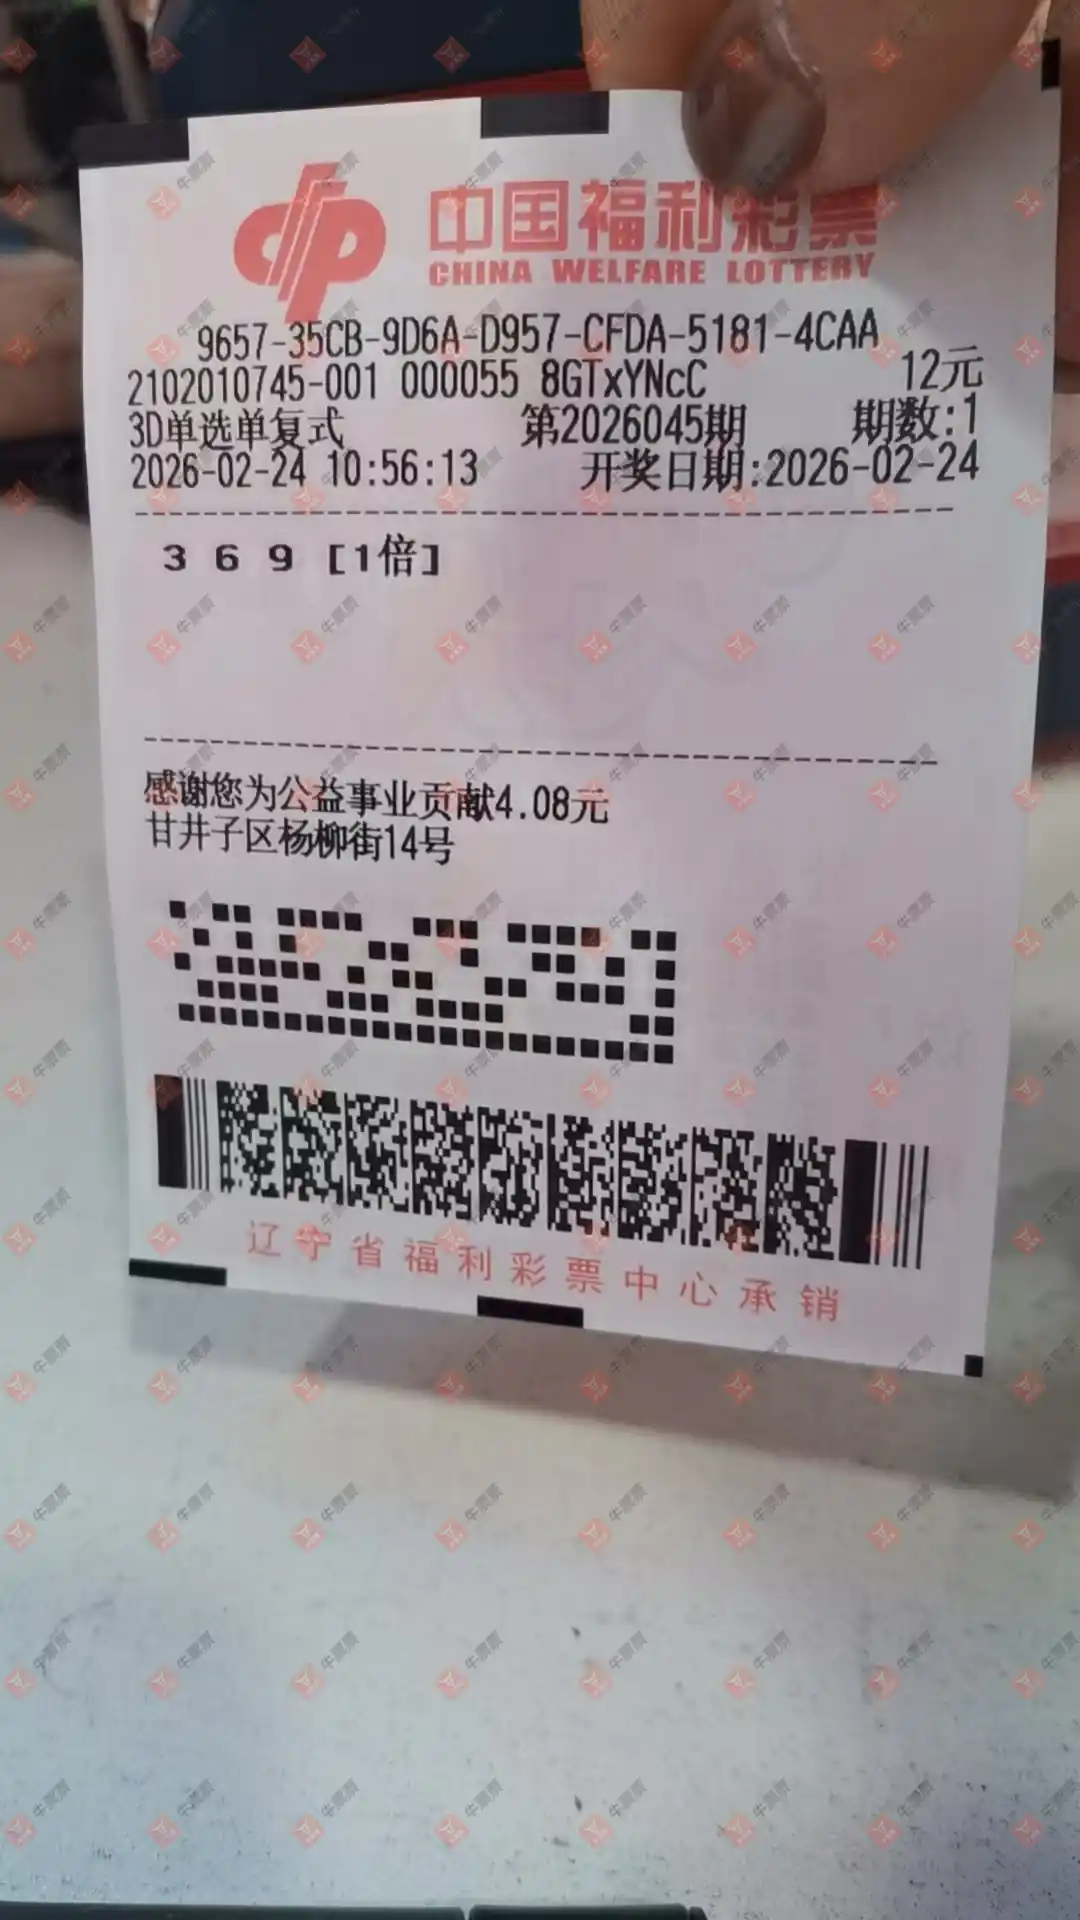 中国福利彩票
CHINA WELFARE LOTTERY
9657-35CB-9D6A-D957-CFDA-5181-4CAA
2102010745-001 000055 8GTxYNcC 12元
3D单选单复式 第2026045期 期数:1
2026-02-24 10:56:13 开奖日期:2026-02-24
3 6 9 [1倍]
感谢您为公益事业贡献4.08元
甘井子区杨柳街14号
辽宁省福利彩票中心承销